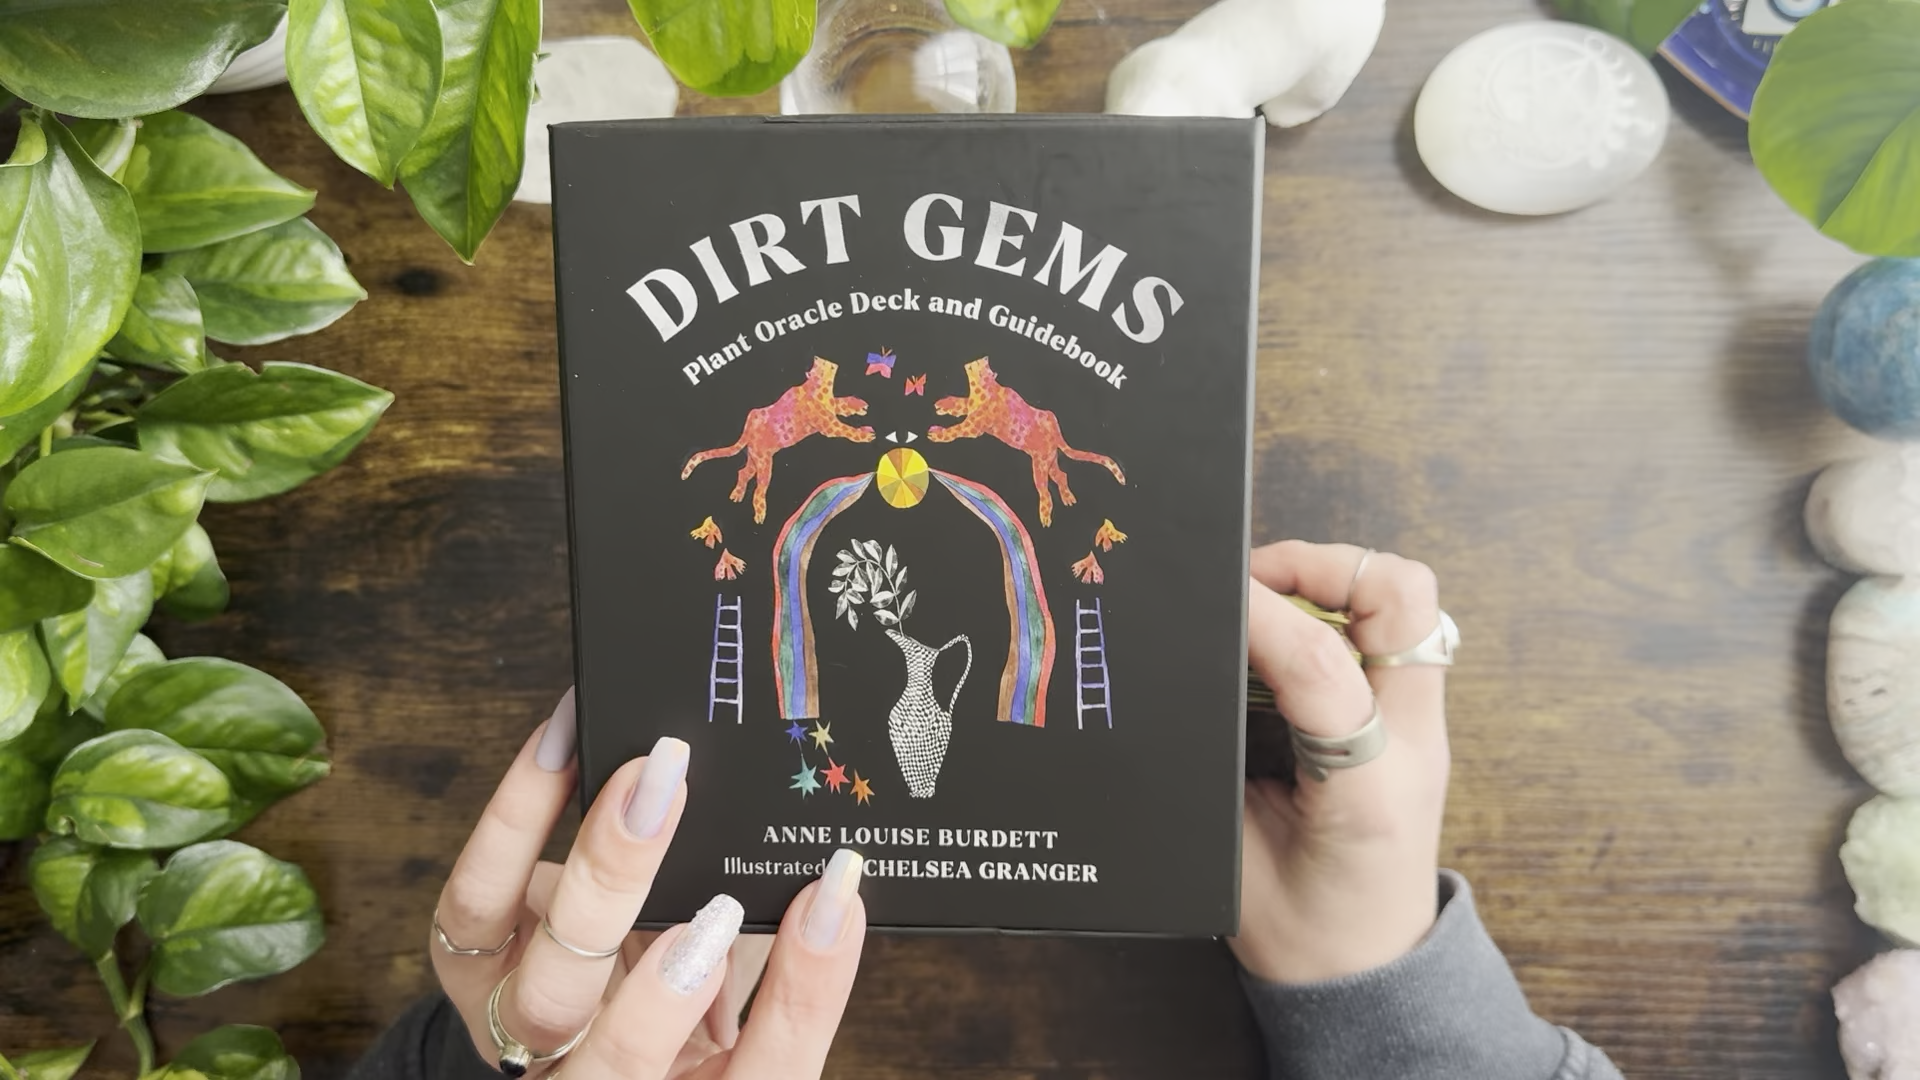 DIRT GEMS
Plant Oracle Deck and Guidebook
ANNE LOUISE BURDETT
Illustrated CHELSEA GRANGER